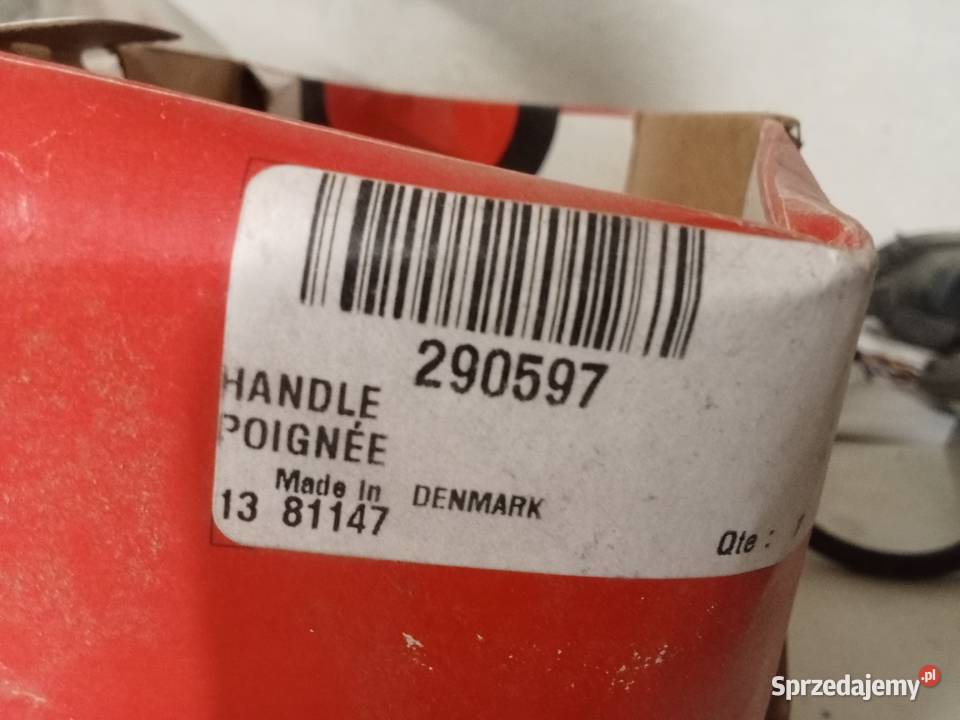 290597
HANDLE
POIGNÉE
Made in DENMARK
13 81147
Qte :
Sprzedajemy.pl